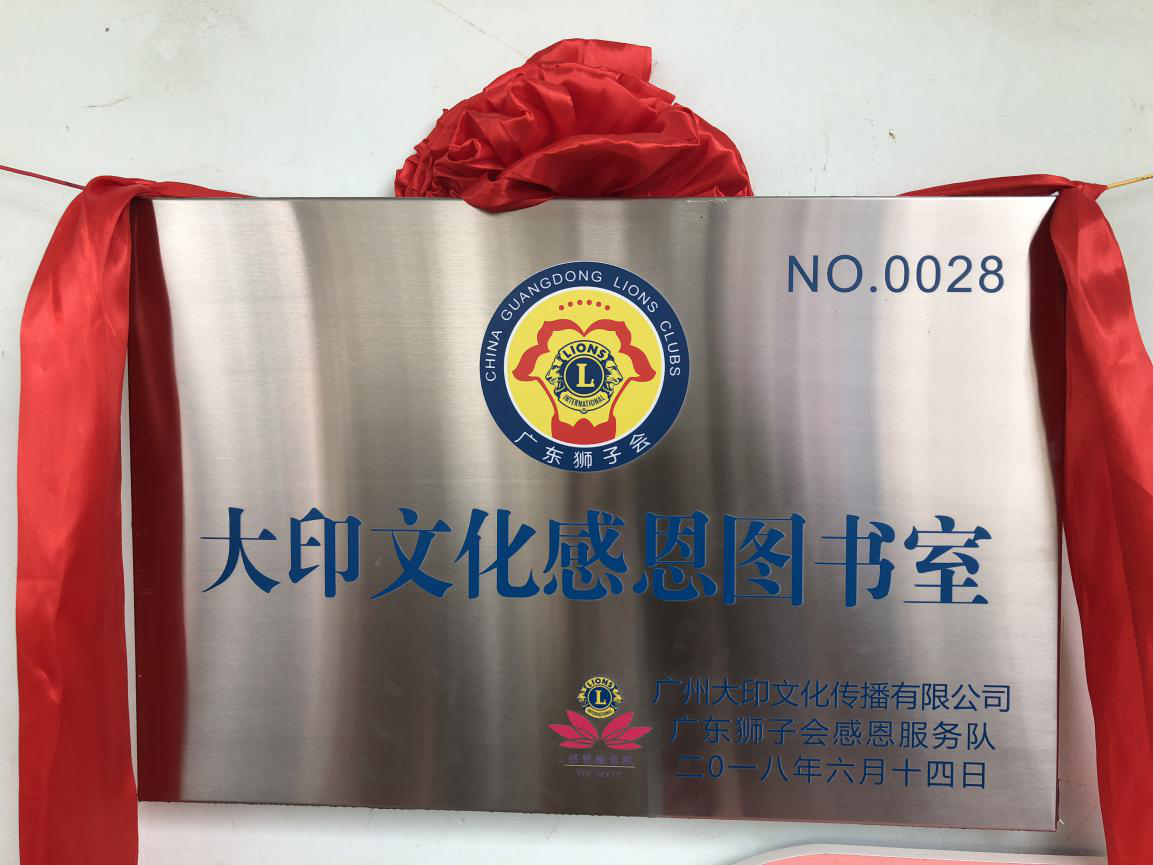 NO.0028
CHINA GUANGDONG LIONS CLUBS
LIONS
L
INTERNATIONAL
广东狮子会
大印文化感恩图书室
LIONS
L
INTERNATIONAL
We Serve
广州大印文化传播有限公司
广东狮子会感恩服务队
二0一八年六月十四日